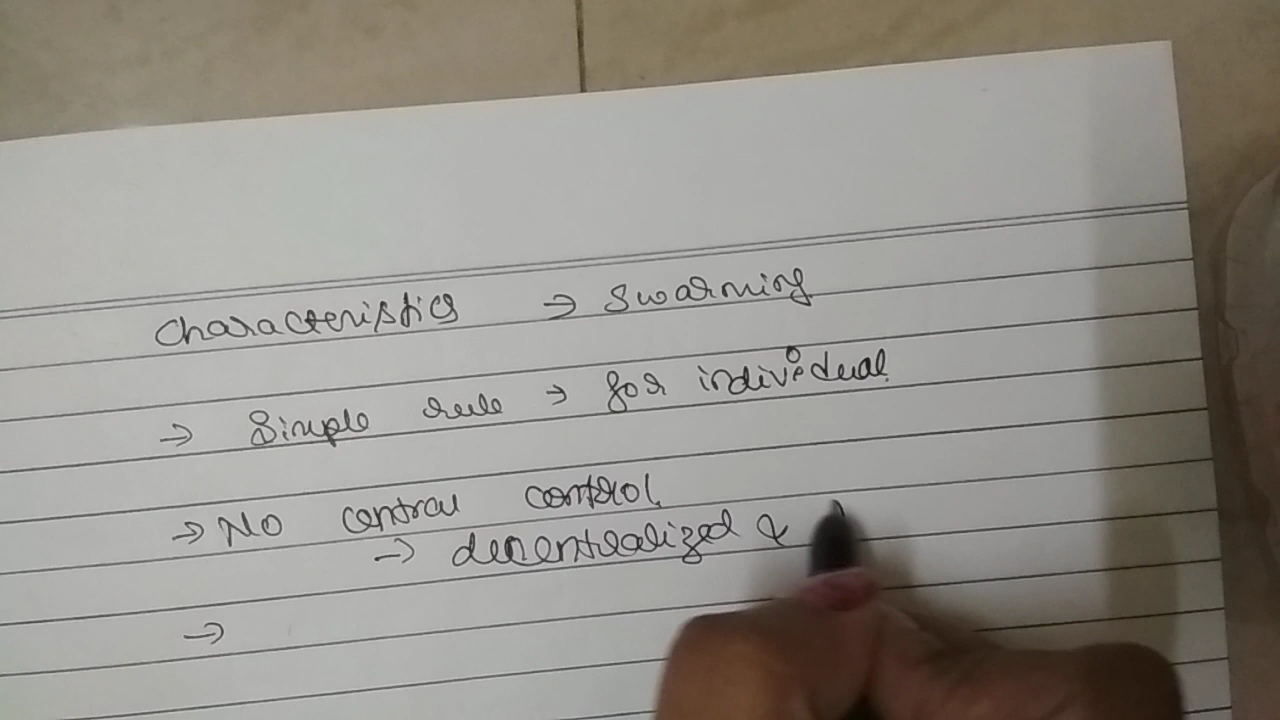 Characteristics → Swarming
→ Simple rule → for individual
→ No central control
→ decentralized &
→